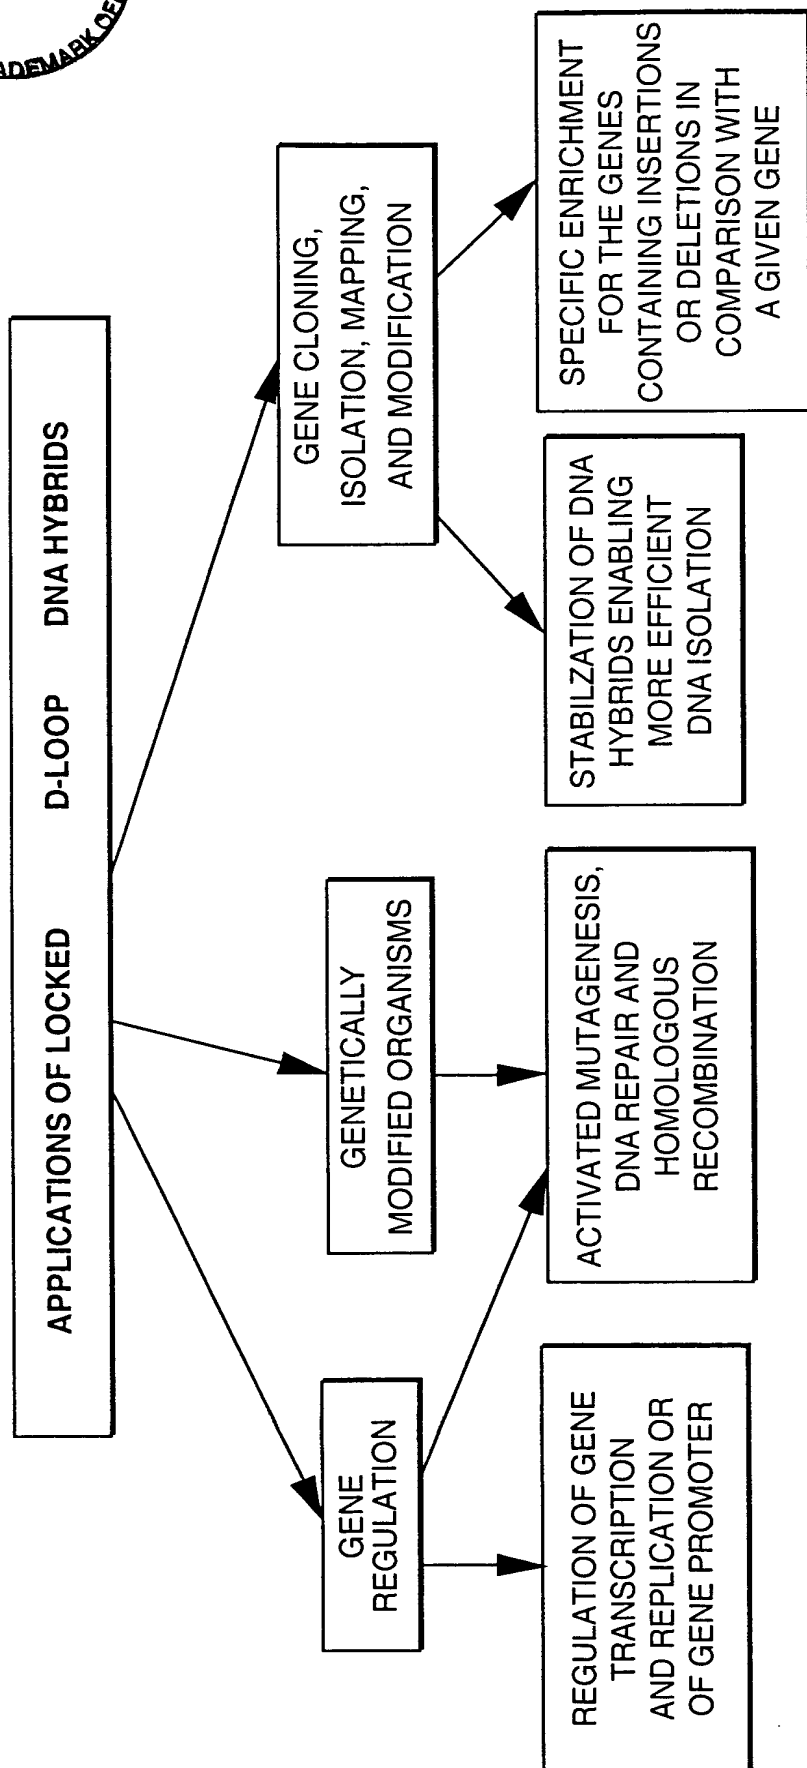 APPLICATIONS OF LOCKED D-LOOP DNA HYBRIDS
GENE
REGULATION
GENETICALLY
MODIFIED ORGANISMS
GENE CLONING,
ISOLATION, MAPPING,
AND MODIFICATION
REGULATION OF GENE
TRANSCRIPTION
AND REPLICATION OR
OF GENE PROMOTER
ACTIVATED MUTAGENESIS,
DNA REPAIR AND
HOMOLOGOUS
RECOMBINATION
STABILZATION OF DNA
HYBRIDS ENABLING
MORE EFFICIENT
DNA ISOLATION
SPECIFIC ENRICHMENT
FOR THE GENES
CONTAINING INSERTIONS
OR DELETIONS IN
COMPARISON WITH
A GIVEN GENE